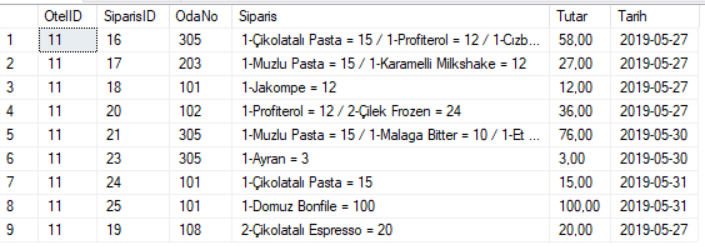 OtelID SiparisID OdaNo Siparis Tutar Tarih
1 11 16 305 1-Çikolatalı Pasta = 15 / 1-Profiterol = 12 / 1-Cızb... 58,00 2019-05-27
2 11 17 203 1-Muzlu Pasta = 15 / 1-Karamelli Milkshake = 12 27,00 2019-05-27
3 11 18 101 1-Jakompe = 12 12,00 2019-05-27
4 11 20 102 1-Profiterol = 12 / 2-Çilek Frozen = 24 36,00 2019-05-27
5 11 21 305 1-Muzlu Pasta = 15 / 1-Malaga Bitter = 10 / 1-Et ... 76,00 2019-05-30
6 11 23 305 1-Ayran = 3 3,00 2019-05-30
7 11 24 101 1-Çikolatalı Pasta = 15 15,00 2019-05-31
8 11 25 101 1-Domuz Bonfile = 100 100,00 2019-05-31
9 11 19 108 2-Çikolatalı Espresso = 20 20,00 2019-05-27